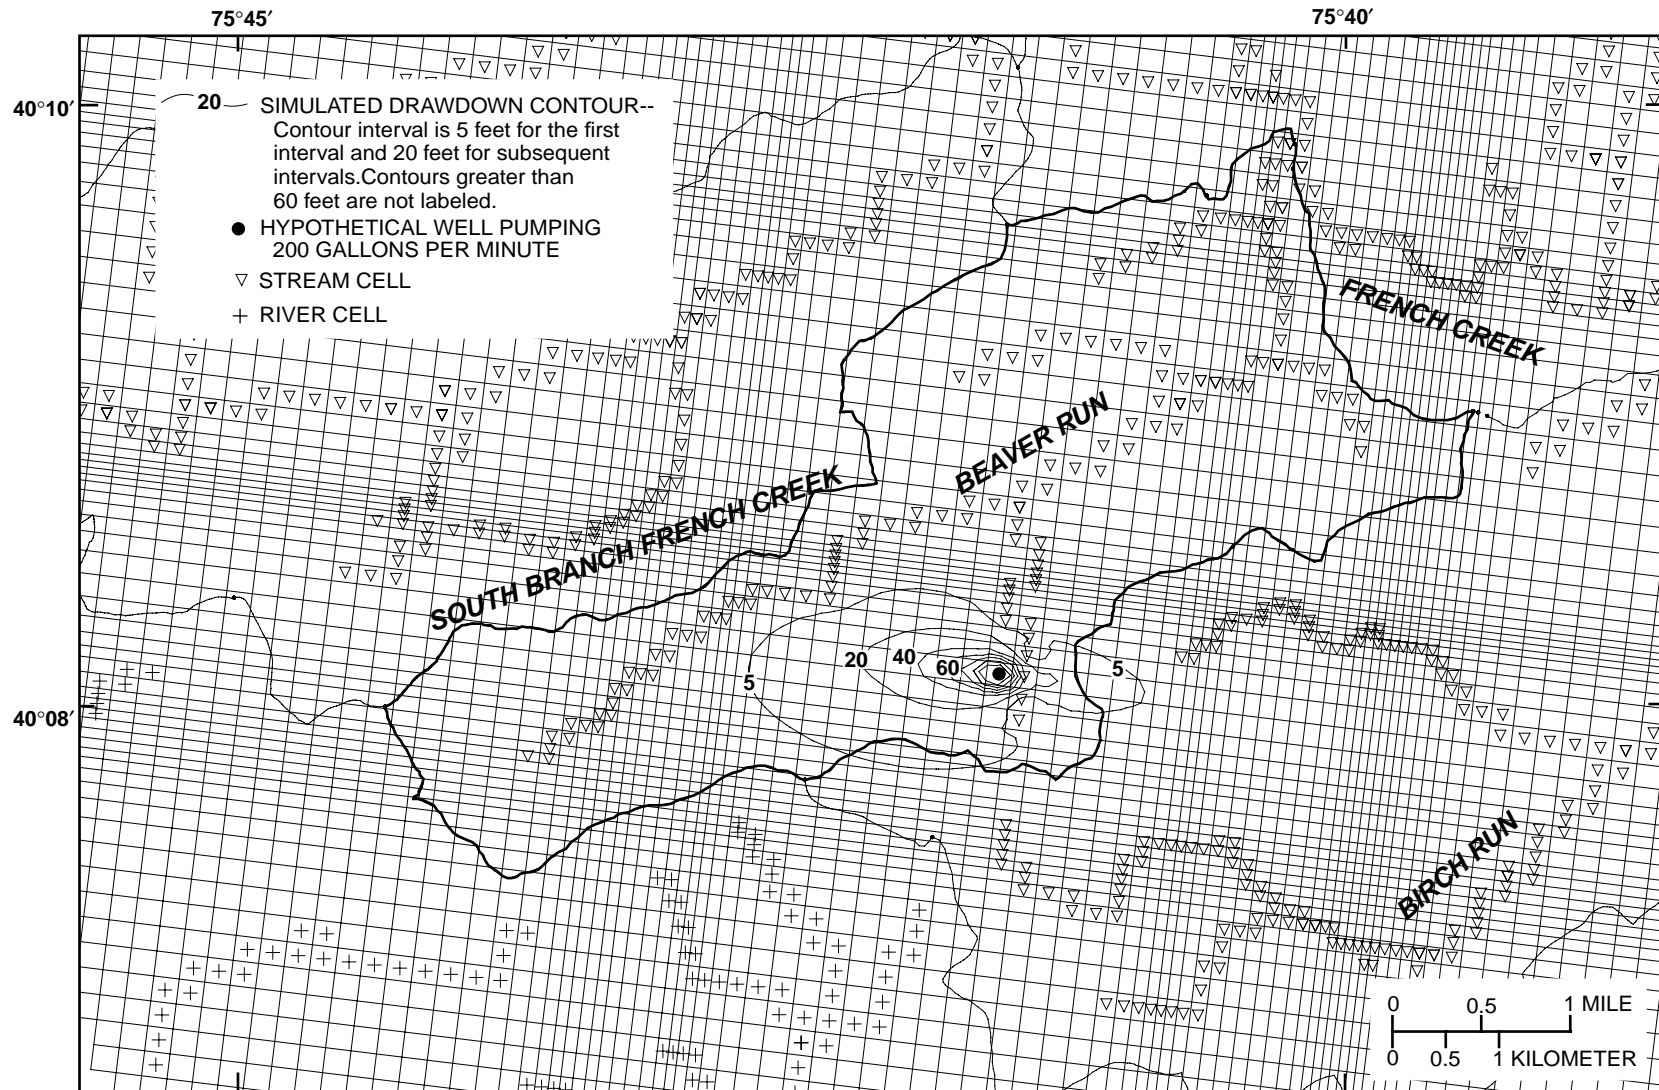 75°45′
75°40′
40°10′
20
SIMULATED DRAWDOWN CONTOUR--
Contour interval is 5 feet for the first
interval and 20 feet for subsequent
intervals.Contours greater than
60 feet are not labeled.
HYPOTHETICAL WELL PUMPING
200 GALLONS PER MINUTE
STREAM CELL
RIVER CELL
FRENCH CREEK
BEAVER RUN
SOUTH BRANCH FRENCH CREEK
20
40
60
5
5
40°08′
BIRCH RUN
0 0.5 1 MILE
0 0.5 1 KILOMETER